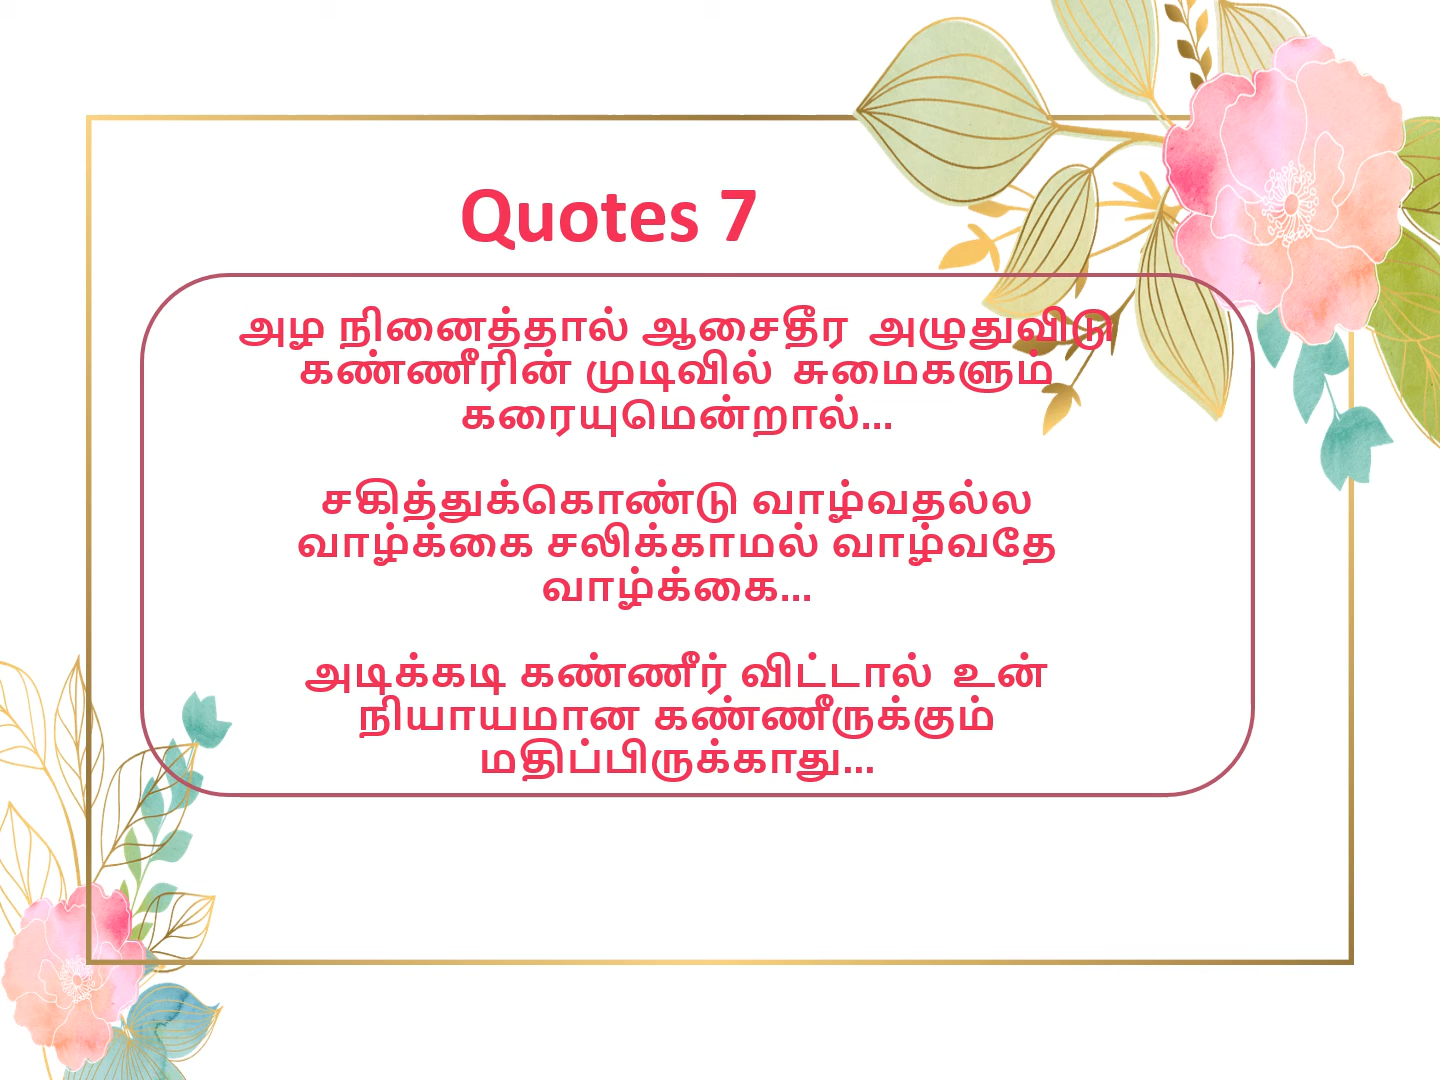 Quotes 7
அழ நினைத்தால் ஆசைதீர அழுதுவிடு
கண்ணீரின் முடிவில் சுமைகளும்
கரையுமென்றால்...
சகித்துக்கொண்டு வாழ்வதல்ல
வாழ்க்கை சலிக்காமல் வாழ்வதே
வாழ்க்கை...
அடிக்கடி கண்ணீர் விட்டால் உன்
நியாயமான கண்ணீருக்கும்
மதிப்பிருக்காது...